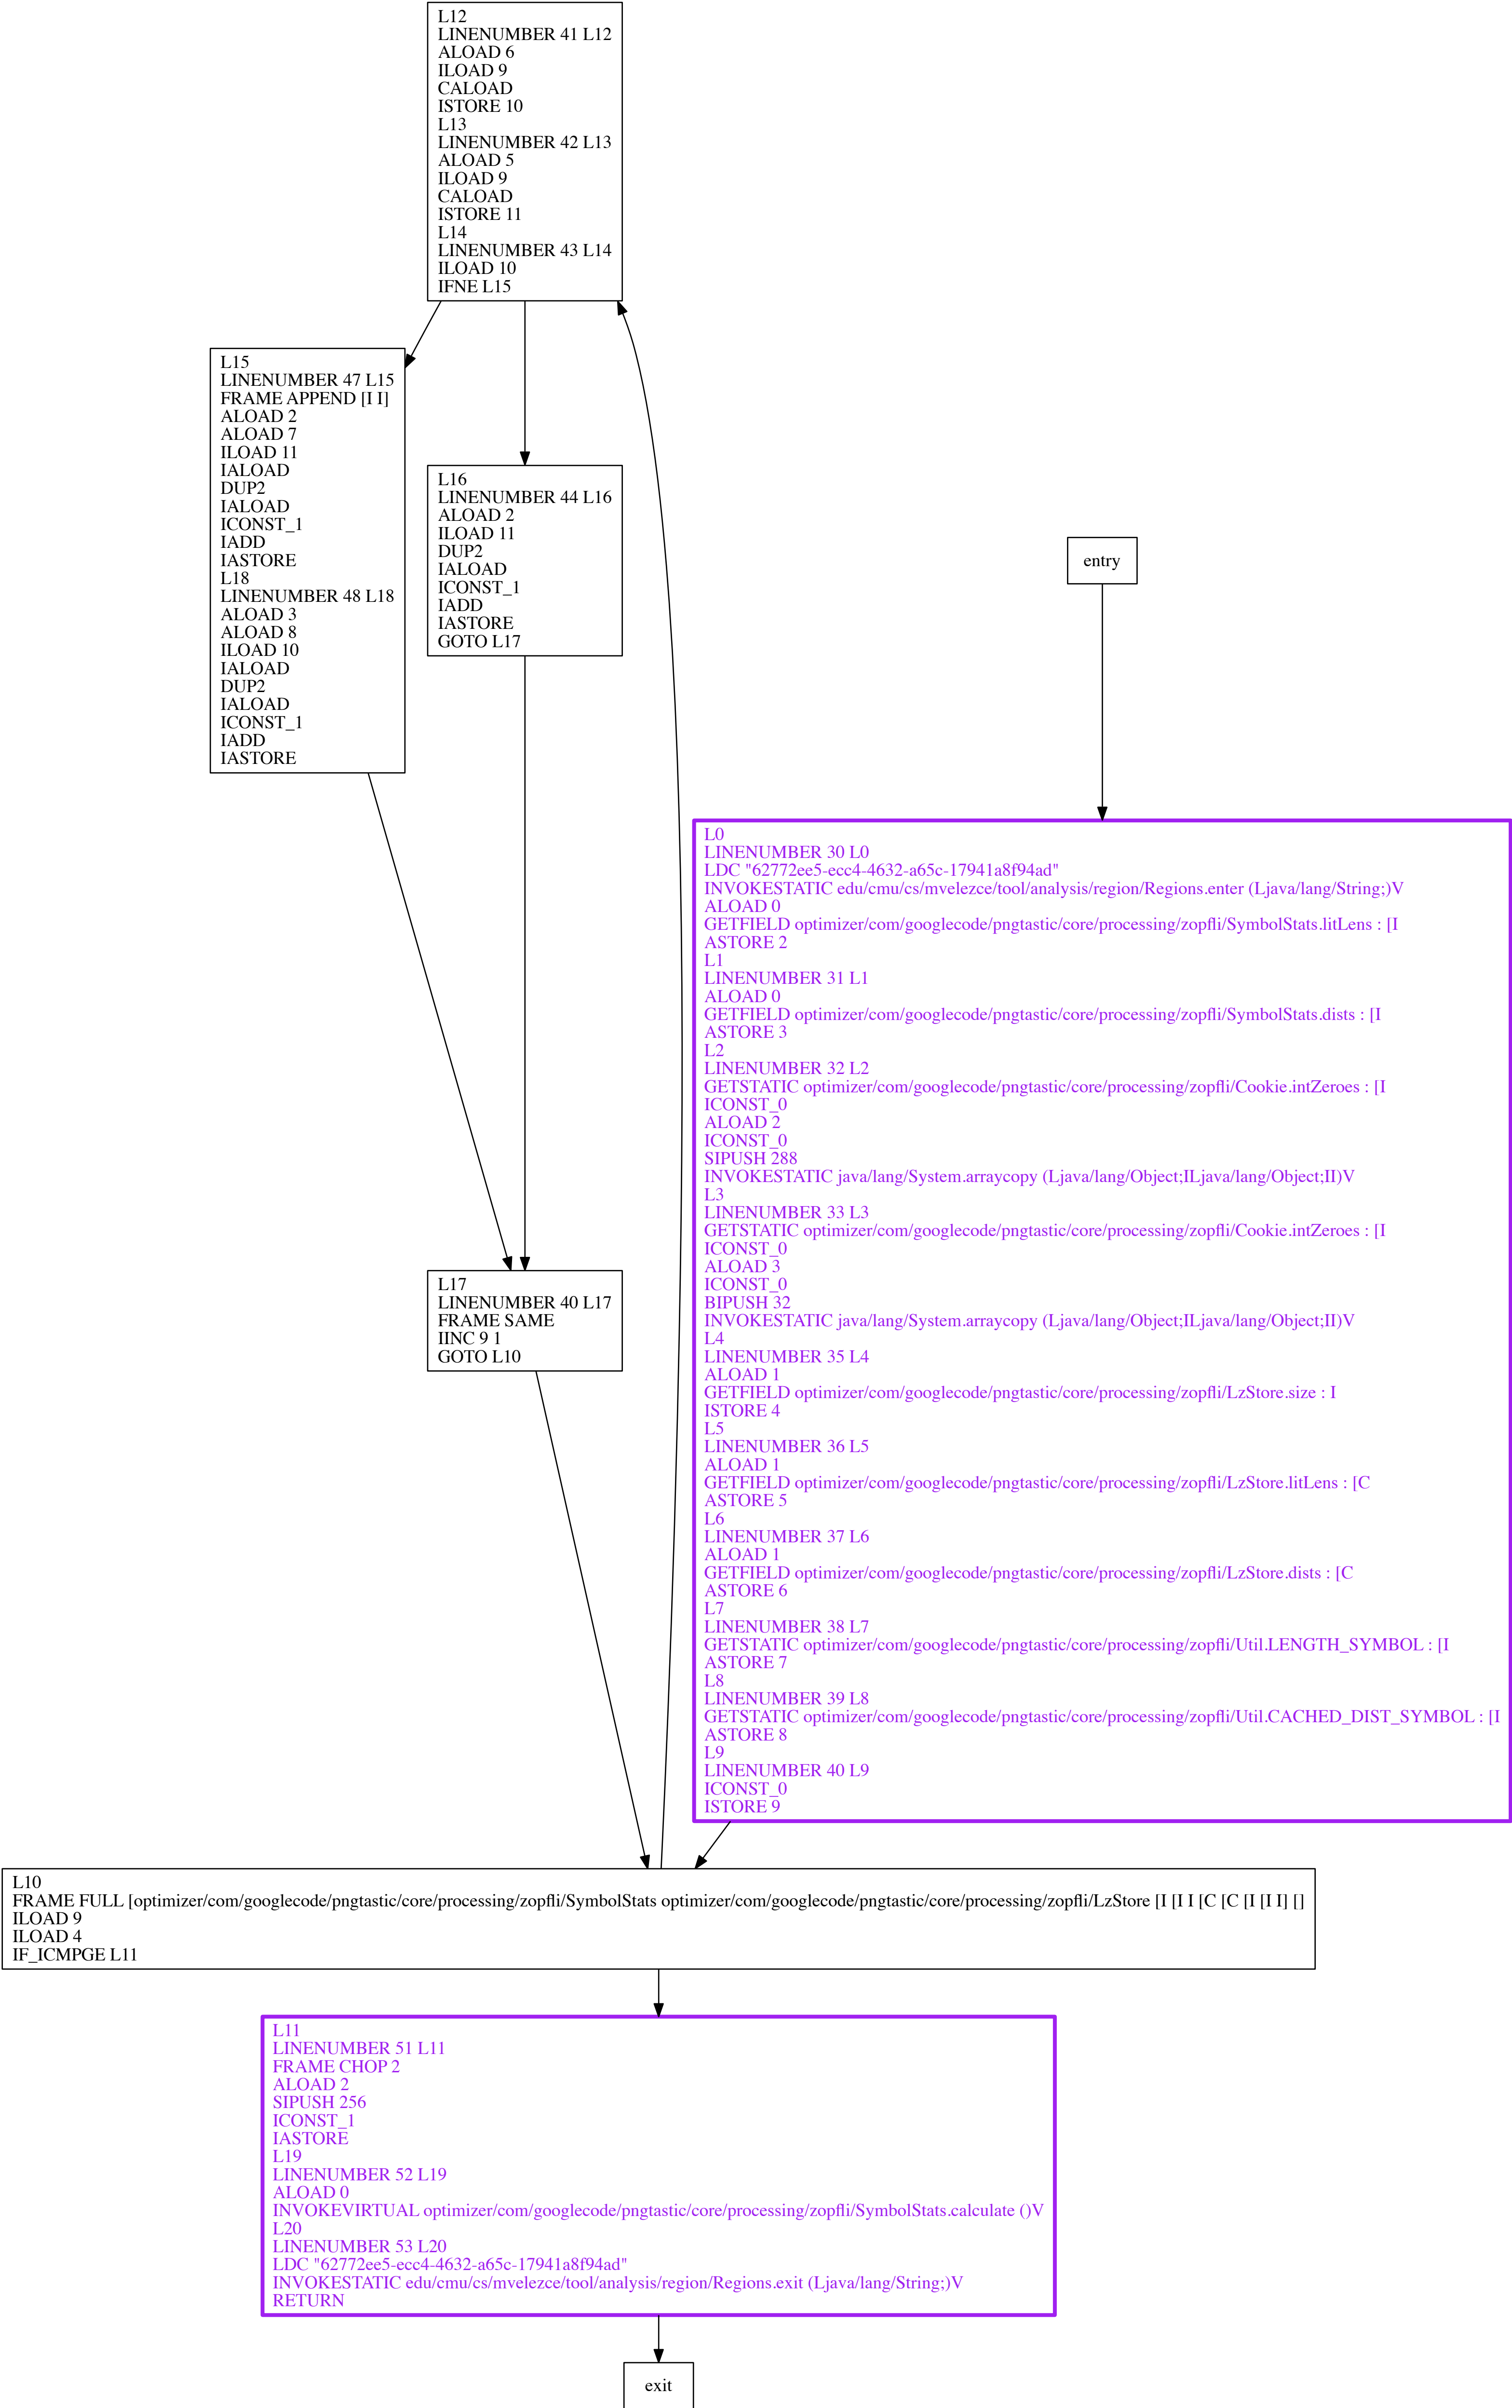 L12
LINENUMBER 41 L12
ALOAD 6
ILOAD 9
CALOAD
ISTORE 10
L13
LINENUMBER 42 L13
ALOAD 5
ILOAD 9
CALOAD
ISTORE 11
L14
LINENUMBER 43 L14
ILOAD 10
IFNE L15
L15
LINENUMBER 47 L15
FRAME APPEND [I I]
ALOAD 2
ALOAD 7
ILOAD 11
IALOAD
DUP2
IALOAD
ICONST_1
IADD
IASTORE
L18
LINENUMBER 48 L18
ALOAD 3
ALOAD 8
ILOAD 10
IALOAD
DUP2
IALOAD
ICONST_1
IADD
IASTORE
L16
LINENUMBER 44 L16
ALOAD 2
ILOAD 11
DUP2
IALOAD
ICONST_1
IADD
IASTORE
GOTO L17
entry
L0
LINENUMBER 30 L0
LDC "62772ee5-ecc4-4632-a65c-17941a8f94ad"
INVOKESTATIC edu/cmu/cs/mvelezce/tool/analysis/region/Regions.enter (Ljava/lang/String;)V
ALOAD 0
GETFIELD optimizer/com/googlecode/pngtastic/core/processing/zopfli/SymbolStats.litLens : [I
ASTORE 2
L1
LINENUMBER 31 L1
ALOAD 0
GETFIELD optimizer/com/googlecode/pngtastic/core/processing/zopfli/SymbolStats.dists : [I
ASTORE 3
L2
LINENUMBER 32 L2
GETSTATIC optimizer/com/googlecode/pngtastic/core/processing/zopfli/Cookie.intZeroes : [I
ICONST_0
ALOAD 2
ICONST_0
SIPUSH 288
INVOKESTATIC java/lang/System.arraycopy (Ljava/lang/Object;ILjava/lang/Object;II)V
L3
LINENUMBER 33 L3
GETSTATIC optimizer/com/googlecode/pngtastic/core/processing/zopfli/Cookie.intZeroes : [I
ICONST_0
ALOAD 3
ICONST_0
BIPUSH 32
INVOKESTATIC java/lang/System.arraycopy (Ljava/lang/Object;ILjava/lang/Object;II)V
L4
LINENUMBER 35 L4
ALOAD 1
GETFIELD optimizer/com/googlecode/pngtastic/core/processing/zopfli/LzStore.size : I
ISTORE 4
L5
LINENUMBER 36 L5
ALOAD 1
GETFIELD optimizer/com/googlecode/pngtastic/core/processing/zopfli/LzStore.litLens : [C
ASTORE 5
L6
LINENUMBER 37 L6
ALOAD 1
GETFIELD optimizer/com/googlecode/pngtastic/core/processing/zopfli/LzStore.dists : [C
ASTORE 6
L7
LINENUMBER 38 L7
GETSTATIC optimizer/com/googlecode/pngtastic/core/processing/zopfli/Util.LENGTH_SYMBOL : [I
ASTORE 7
L8
LINENUMBER 39 L8
GETSTATIC optimizer/com/googlecode/pngtastic/core/processing/zopfli/Util.CACHED_DIST_SYMBOL : [I
ASTORE 8
L9
LINENUMBER 40 L9
ICONST_0
ISTORE 9
L17
LINENUMBER 40 L17
FRAME SAME
IINC 9 1
GOTO L10
L10
FRAME FULL [optimizer/com/googlecode/pngtastic/core/processing/zopfli/SymbolStats optimizer/com/googlecode/pngtastic/core/processing/zopfli/LzStore [I [I I [C [C [I [I I] []
ILOAD 9
ILOAD 4
IF_ICMPGE L11
L11
LINENUMBER 51 L11
FRAME CHOP 2
ALOAD 2
SIPUSH 256
ICONST_1
IASTORE
L19
LINENUMBER 52 L19
ALOAD 0
INVOKEVIRTUAL optimizer/com/googlecode/pngtastic/core/processing/zopfli/SymbolStats.calculate ()V
L20
LINENUMBER 53 L20
LDC "62772ee5-ecc4-4632-a65c-17941a8f94ad"
INVOKESTATIC edu/cmu/cs/mvelezce/tool/analysis/region/Regions.exit (Ljava/lang/String;)V
RETURN
exit